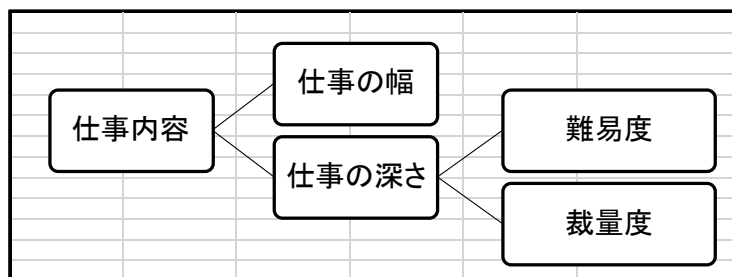 仕事内容
仕事の幅
仕事の深さ
難易度
裁量度